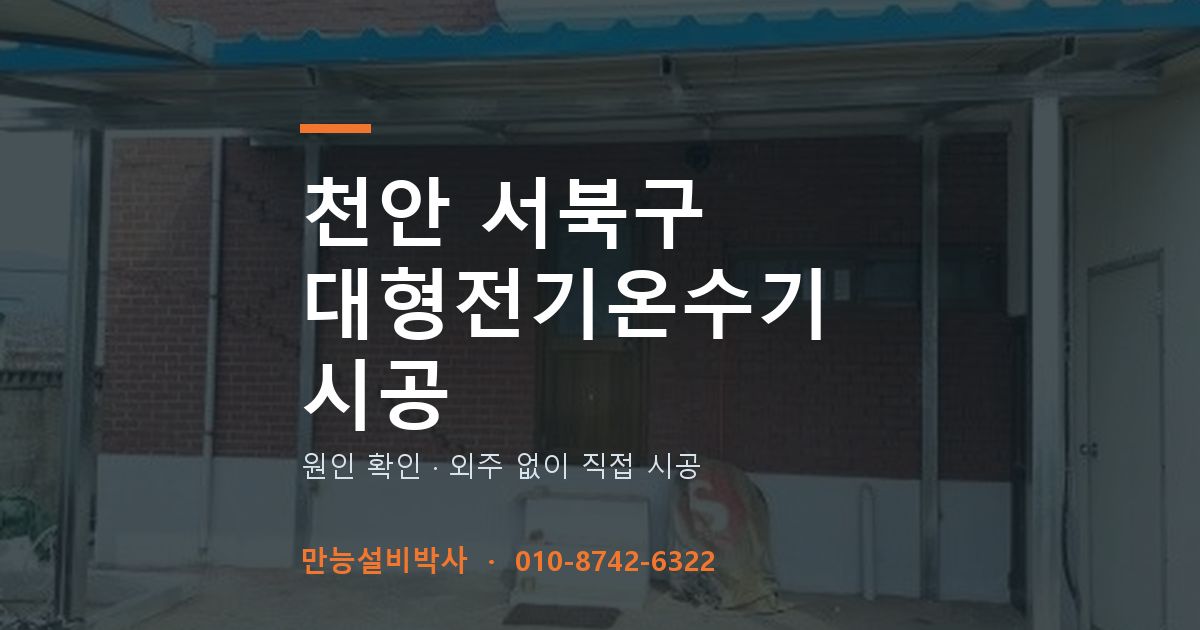 천안 서북구
대형전기온수기
시공
원인 확인 · 외주 없이 직접 시공
만능설비박사 · 010-8742-6322
S